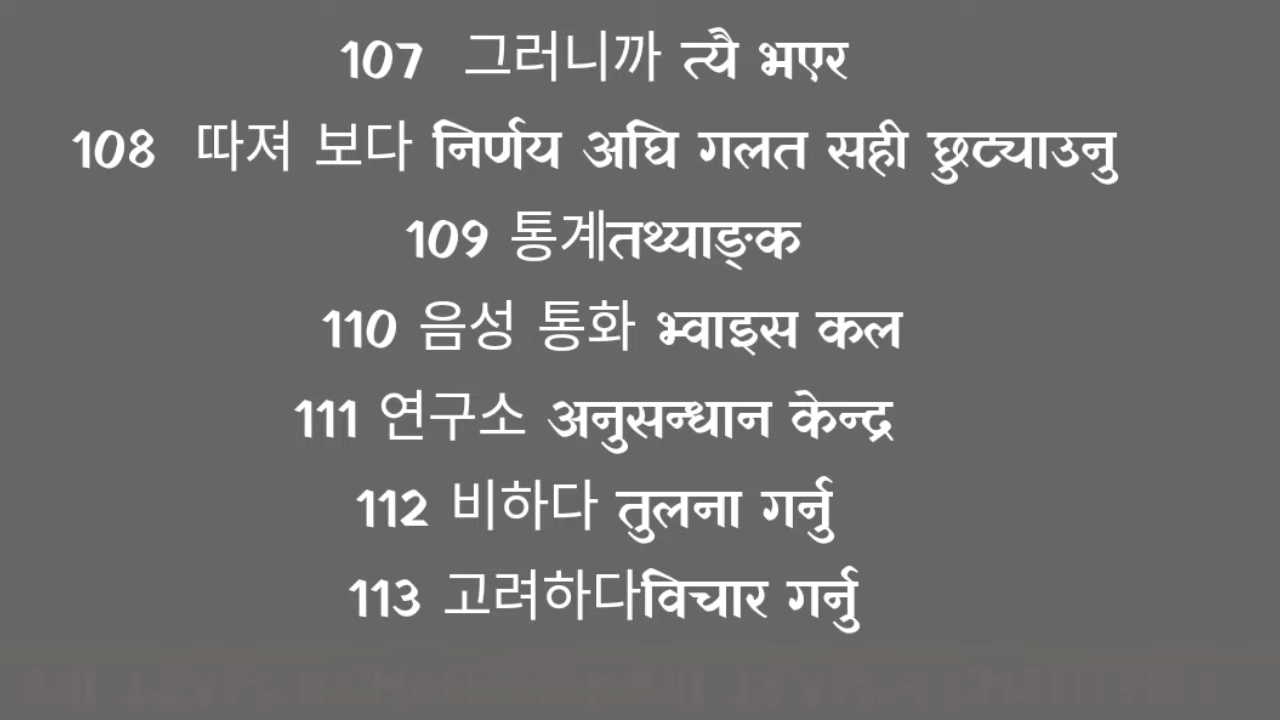 107 그러니까 त्यै भएर
108 따져 보다 निर्णय अघि गलत सही छुट्याउनु
109 통계तथ्याङ्क
110 음성 통화 भ्वाइस कल
111 연구소 अनुसन्धान केन्द्र
112 비하다 तुलना गर्नु
113 고려하다विचार गर्नु